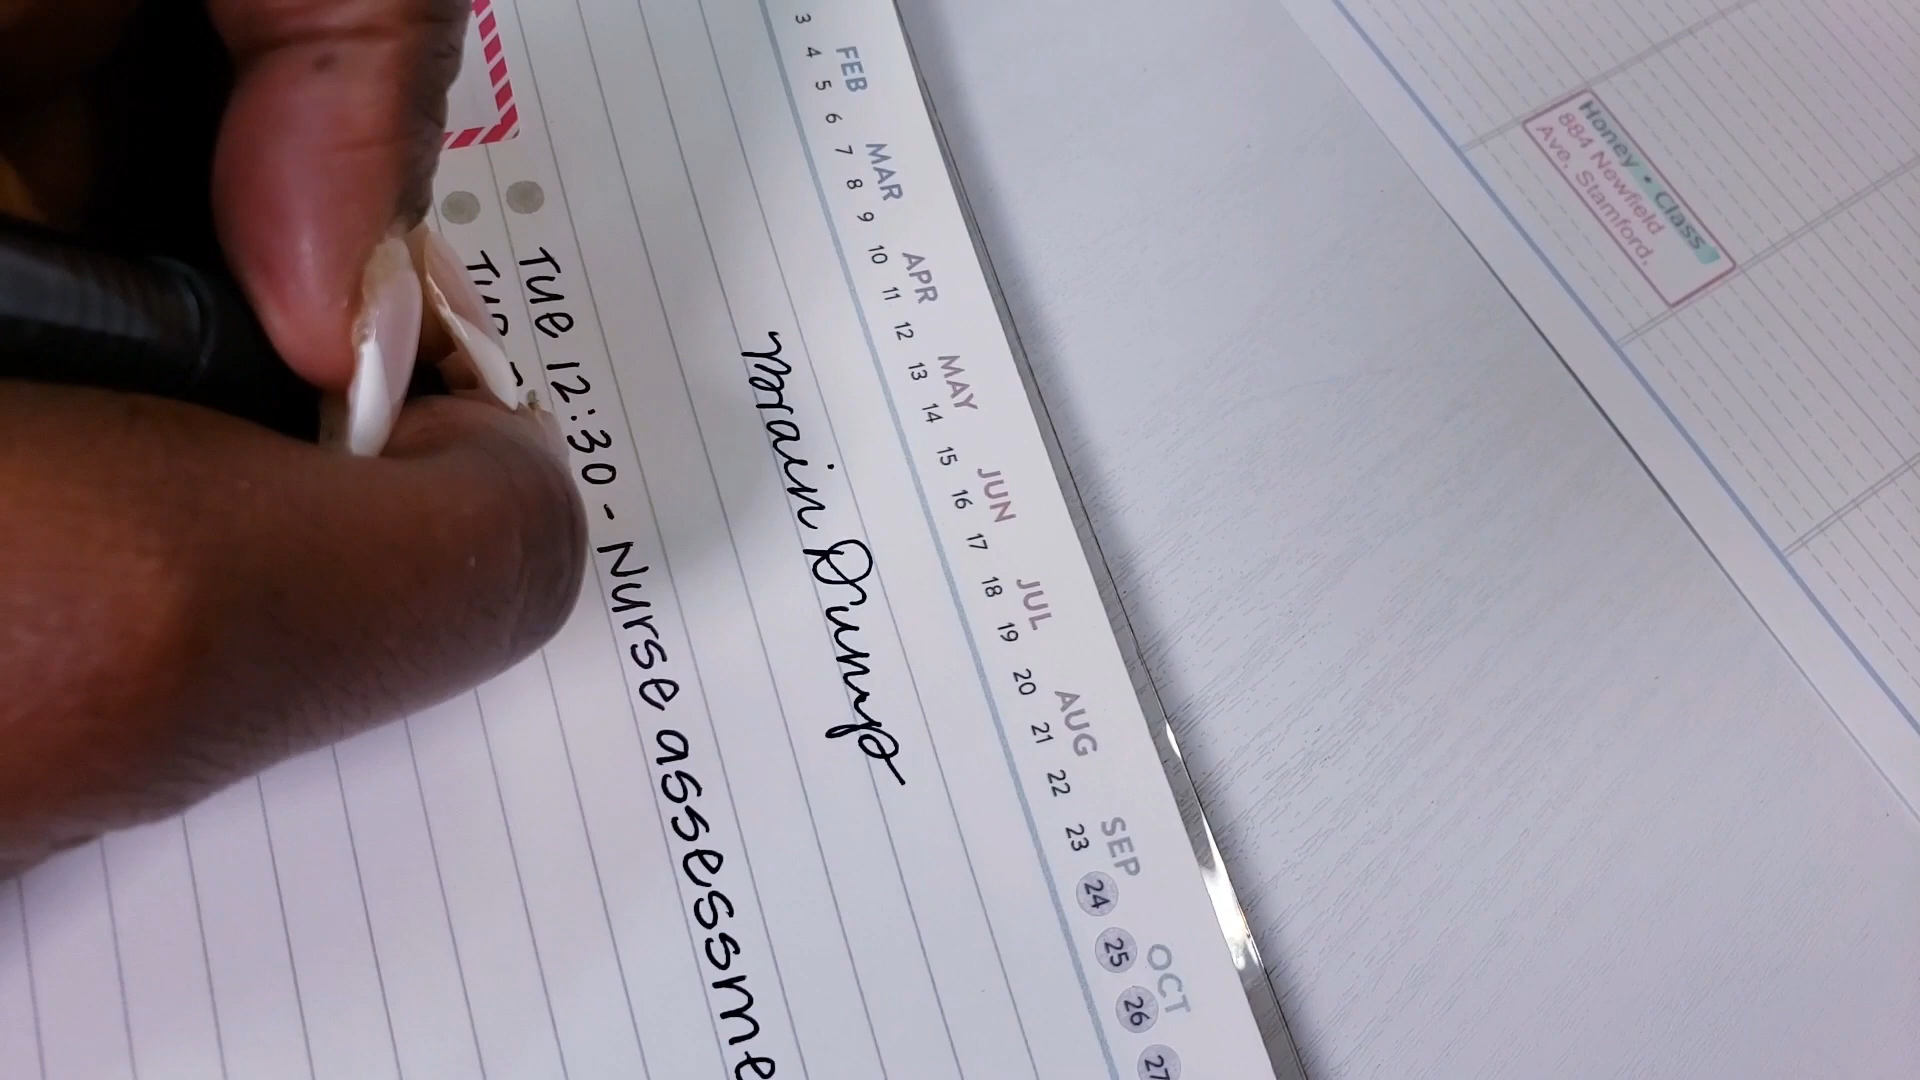 FEB MAR APR MAY JUN JUL AUG SEP OCT
3 4 5 6 7 8 9 10 11 12 13 14 15 16 17 18 19 20 21 22 23 24 25 26 27
Brain Dump
Tue 12:30 - Nurse assessme
Tue -
Honey • Class
884 Newfield
Ave, Stamford.